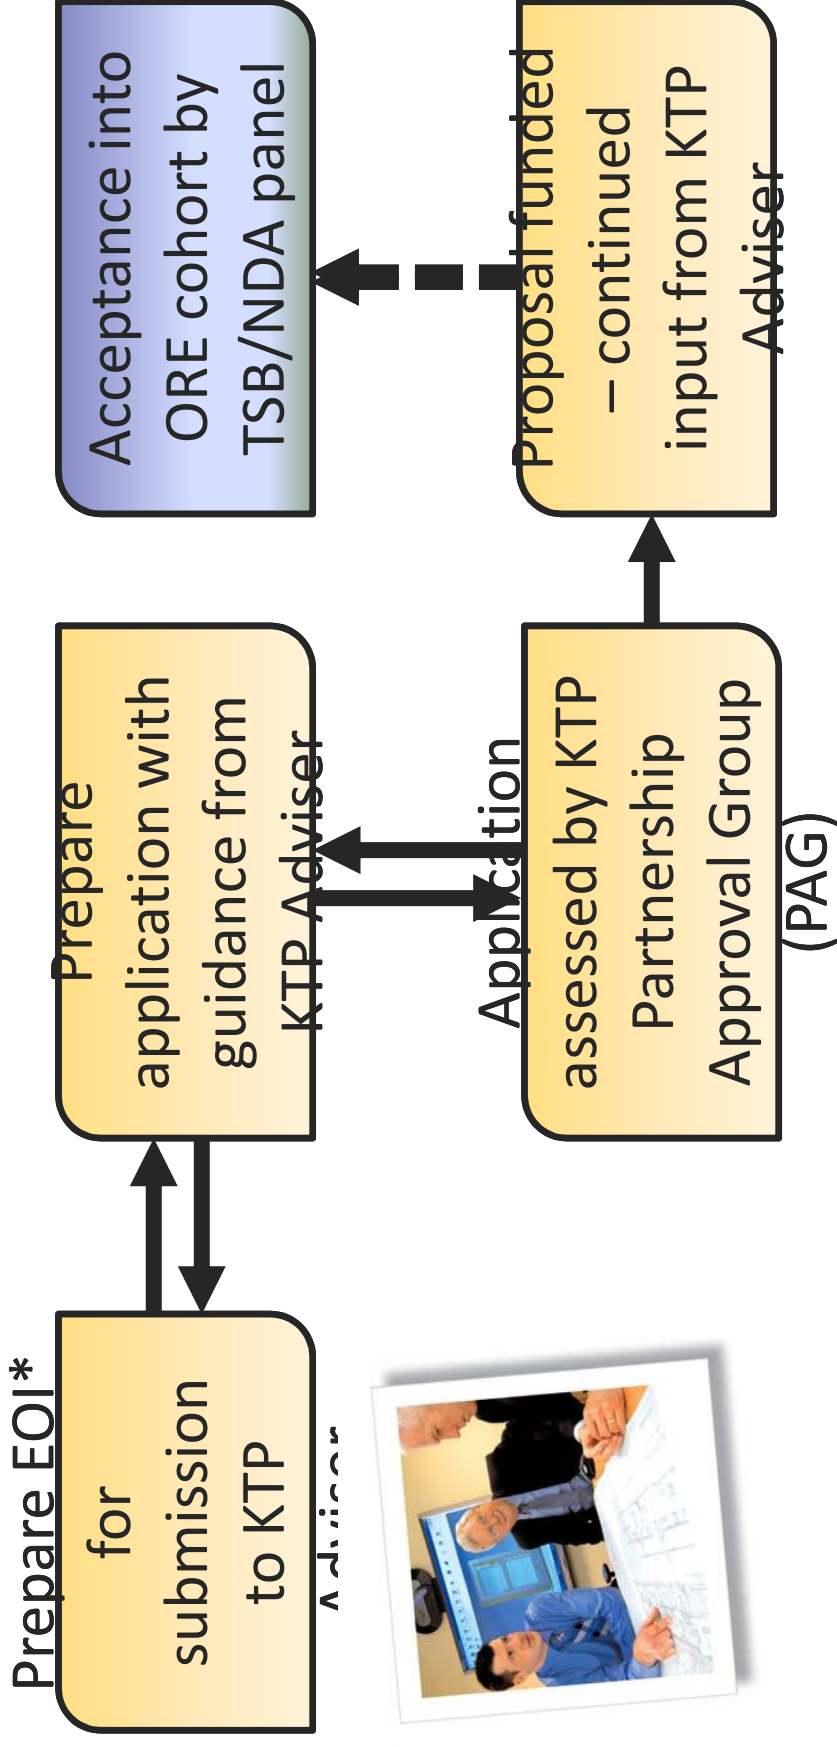 Prepare EOI*
for
submission
to KTP
Adviser
Prepare
application with
guidance from
KTP Adviser
Acceptance into
ORE cohort by
TSB/NDA panel
Application
assessed by KTP
Partnership
Approval Group
(PAG)
Proposal funded
– continued
input from KTP
Adviser